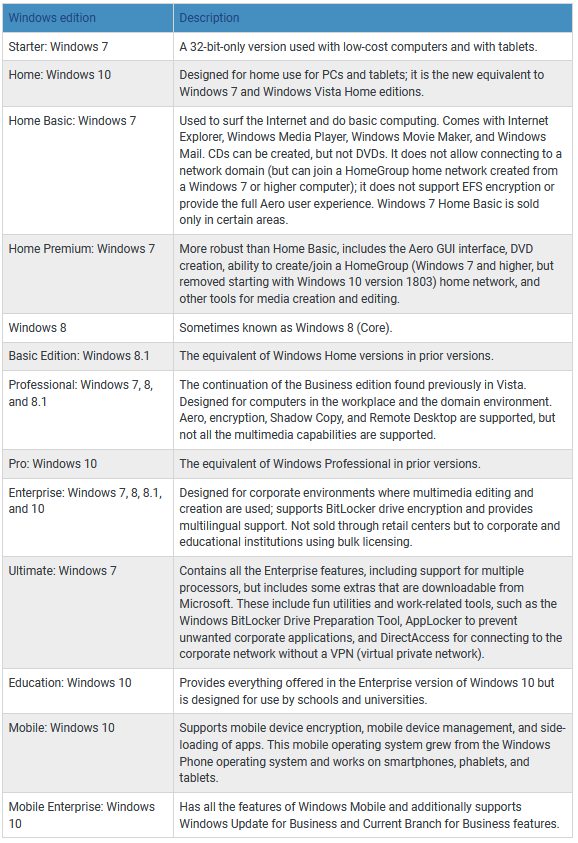 Windows edition
Description
Starter: Windows 7
A 32-bit-only version used with low-cost computers and with tablets.
Home: Windows 10
Designed for home use for PCs and tablets; it is the new equivalent to
Windows 7 and Windows Vista Home editions.
Home Basic: Windows 7
Used to surf the Internet and do basic computing. Comes with Internet
Explorer, Windows Media Player, Windows Movie Maker, and Windows
Mail. CDs can be created, but not DVDs. It does not allow connecting to a
network domain (but can join a HomeGroup home network created from
a Windows 7 or higher computer); it does not support EFS encryption or
provide the full Aero user experience. Windows 7 Home Basic is sold
only in certain areas.
Home Premium: Windows 7
More robust than Home Basic, includes the Aero GUI interface, DVD
creation, ability to create/join a HomeGroup (Windows 7 and higher, but
removed starting with Windows 10 version 1803) home network, and
other tools for media creation and editing.
Windows 8
Sometimes known as Windows 8 (Core).
Basic Edition: Windows 8.1
The equivalent of Windows Home versions in prior versions.
Professional: Windows 7, 8,
and 8.1
The continuation of the Business edition found previously in Vista.
Designed for computers in the workplace and the domain environment.
Aero, encryption, Shadow Copy, and Remote Desktop are supported, but
not all the multimedia capabilities are supported.
Pro: Windows 10
The equivalent of Windows Professional in prior versions.
Enterprise: Windows 7, 8, 8.1,
and 10
Designed for corporate environments where multimedia editing and
creation are used; supports BitLocker drive encryption and provides
multilingual support. Not sold through retail centers but to corporate and
educational institutions using bulk licensing.
Ultimate: Windows 7
Contains all the Enterprise features, including support for multiple
processors, but includes some extras that are downloadable from
Microsoft. These include fun utilities and work-related tools, such as the
Windows BitLocker Drive Preparation Tool, AppLocker to prevent
unwanted corporate applications, and DirectAccess for connecting to the
corporate network without a VPN (virtual private network).
Education: Windows 10
Provides everything offered in the Enterprise version of Windows 10 but
is designed for use by schools and universities.
Mobile: Windows 10
Supports mobile device encryption, mobile device management, and side-
loading of apps. This mobile operating system grew from the Windows
Phone operating system and works on smartphones, phablets, and
tablets.
Mobile Enterprise: Windows
10
Has all the features of Windows Mobile and additionally supports
Windows Update for Business and Current Branch for Business features.